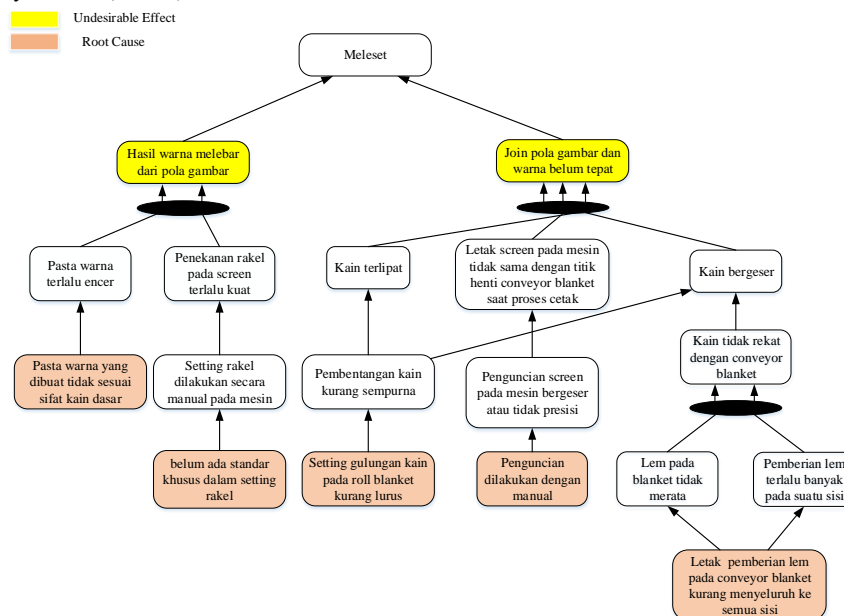 Undesirable Effect
Root Cause
Meleset
Hasil warna melebar
dari pola gambar
Join pola gambar dan
warna belum tepat
Pasta warna
terlalu encer
Penekanan rakel
pada screen
terlalu kuat
Kain terlipat
Letak screen pada mesin
tidak sama dengan titik
henti conveyor blanket
saat proses cetak
Kain bergeser
Pasta warna yang
dibuat tidak sesuai
sifat kain dasar
Setting rakel
dilakukan secara
manual pada mesin
Pembentangan kain
kurang sempurna
Penguncian screen
pada mesin bergeser
atau tidak presisi
Kain tidak rekat
dengan conveyor
blanket
belum ada standar
khusus dalam setting
rakel
Setting gulungan kain
pada roll blanket
kurang lurus
Penguncian
dilakukan dengan
manual
Lem pada
blanket tidak
merata
Pemberian lem
terlalu banyak
pada suatu sisi
Letak pemberian lem
pada conveyor blanket
kurang menyeluruh ke
semua sisi